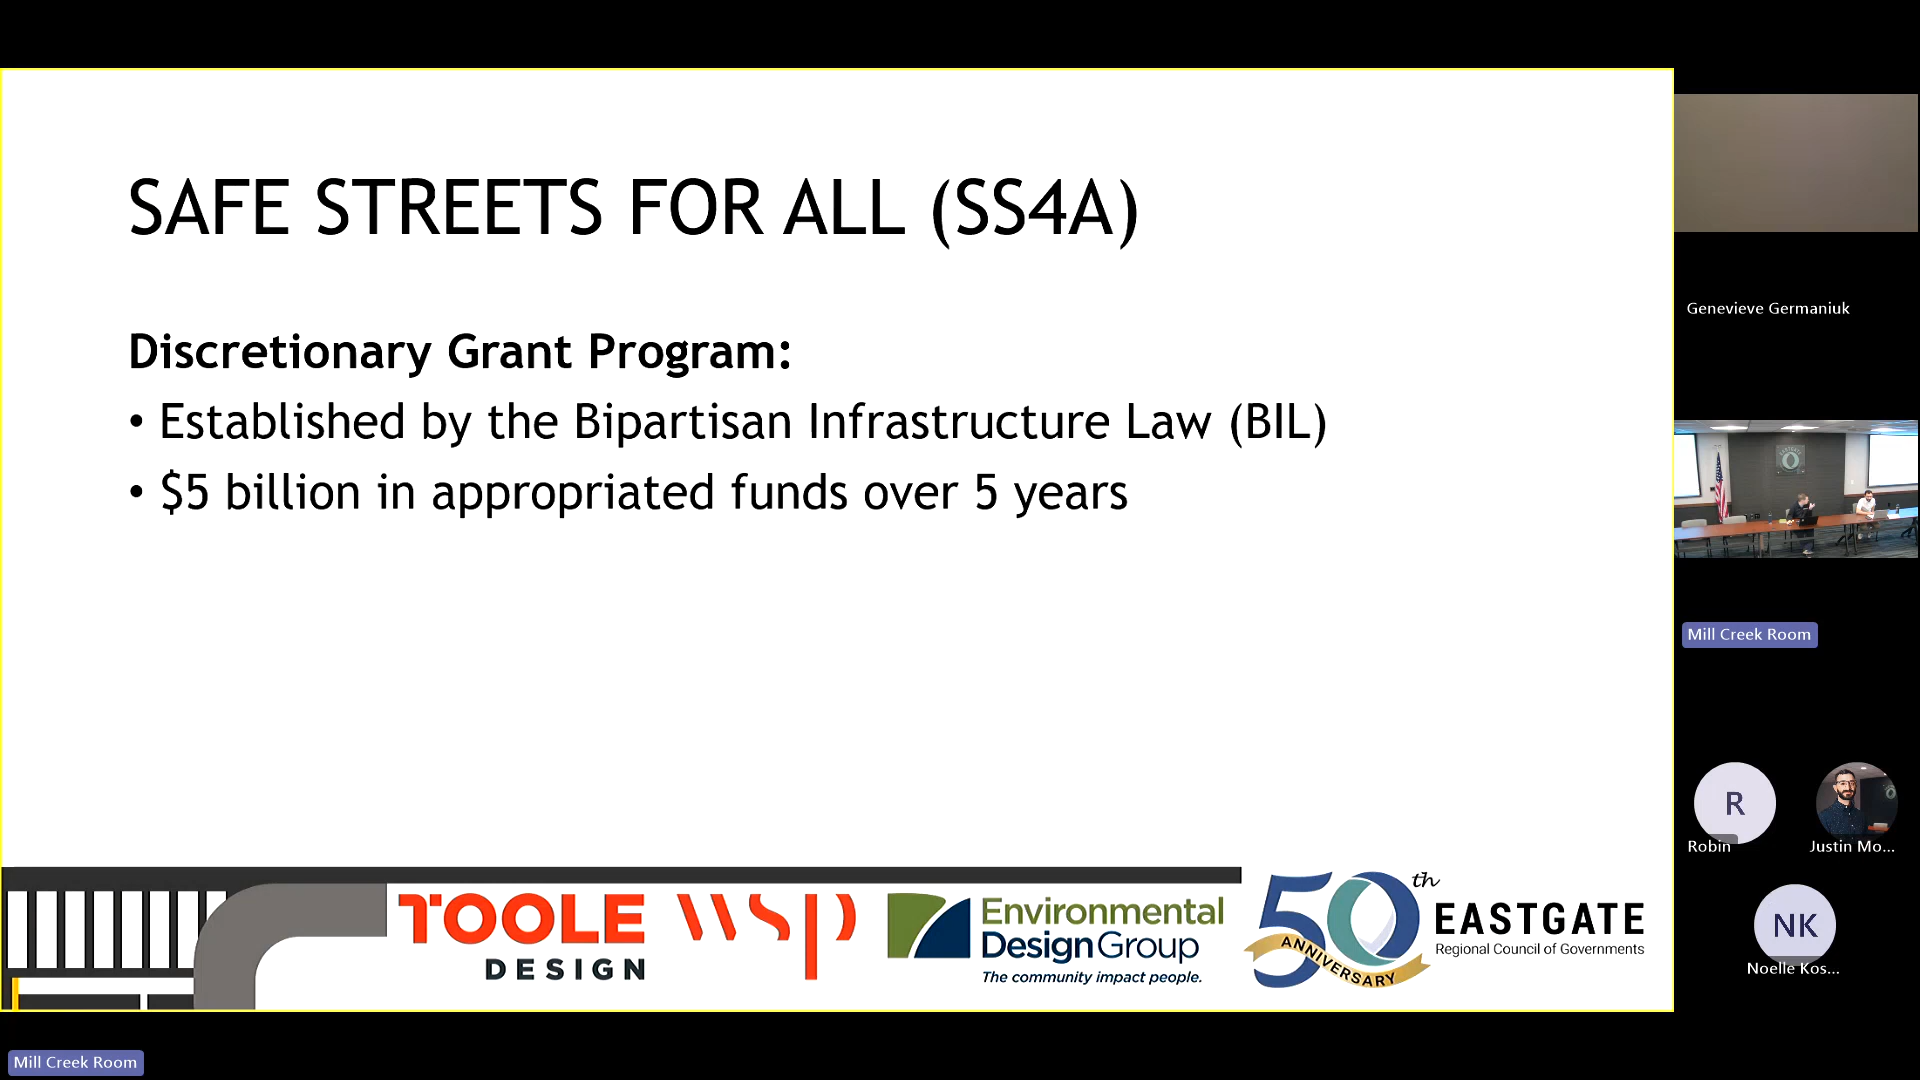 SAFE STREETS FOR ALL (SS4A)
Discretionary Grant Program:
• Established by the Bipartisan Infrastructure Law (BIL)
• $5 billion in appropriated funds over 5 years
TOOLE
DESIGN
wsp
Environmental
DesignGroup
The community impact people.
50th
ANNIVERSARY
EASTGATE
Regional Council of Governments
Genevieve Germaniuk
EASTGATE
Mill Creek Room
R
Robin
Justin Mo...
NK
Noelle Kos...
Mill Creek Room